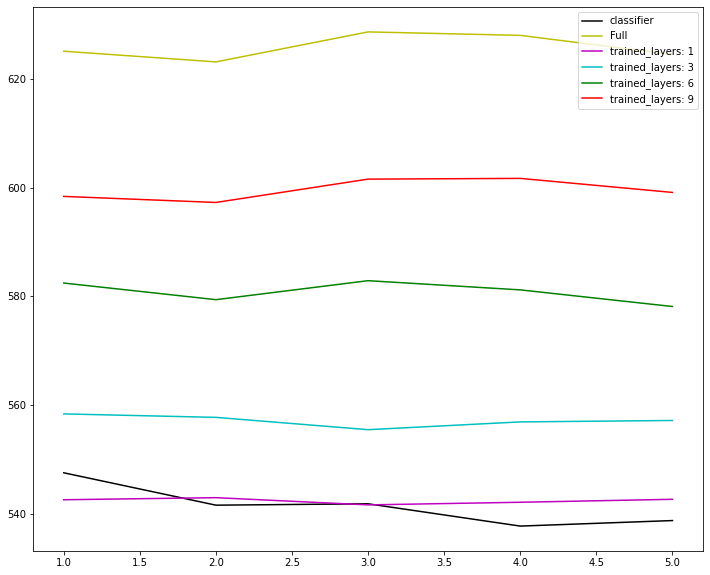 classifier
Full
trained_layers: 1
trained_layers: 3
trained_layers: 6
trained_layers: 9
620
600
580
560
540
1.0 1.5 2.0 2.5 3.0 3.5 4.0 4.5 5.0